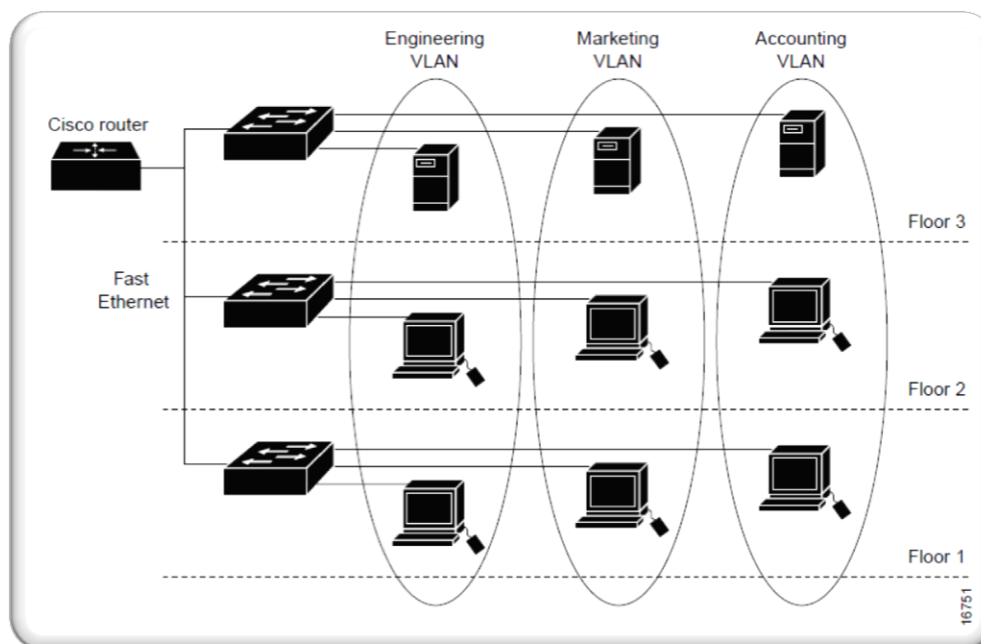 Engineering
VLAN
Marketing
VLAN
Accounting
VLAN
Cisco router
Floor 3
Fast
Ethernet
Floor 2
Floor 1
16751